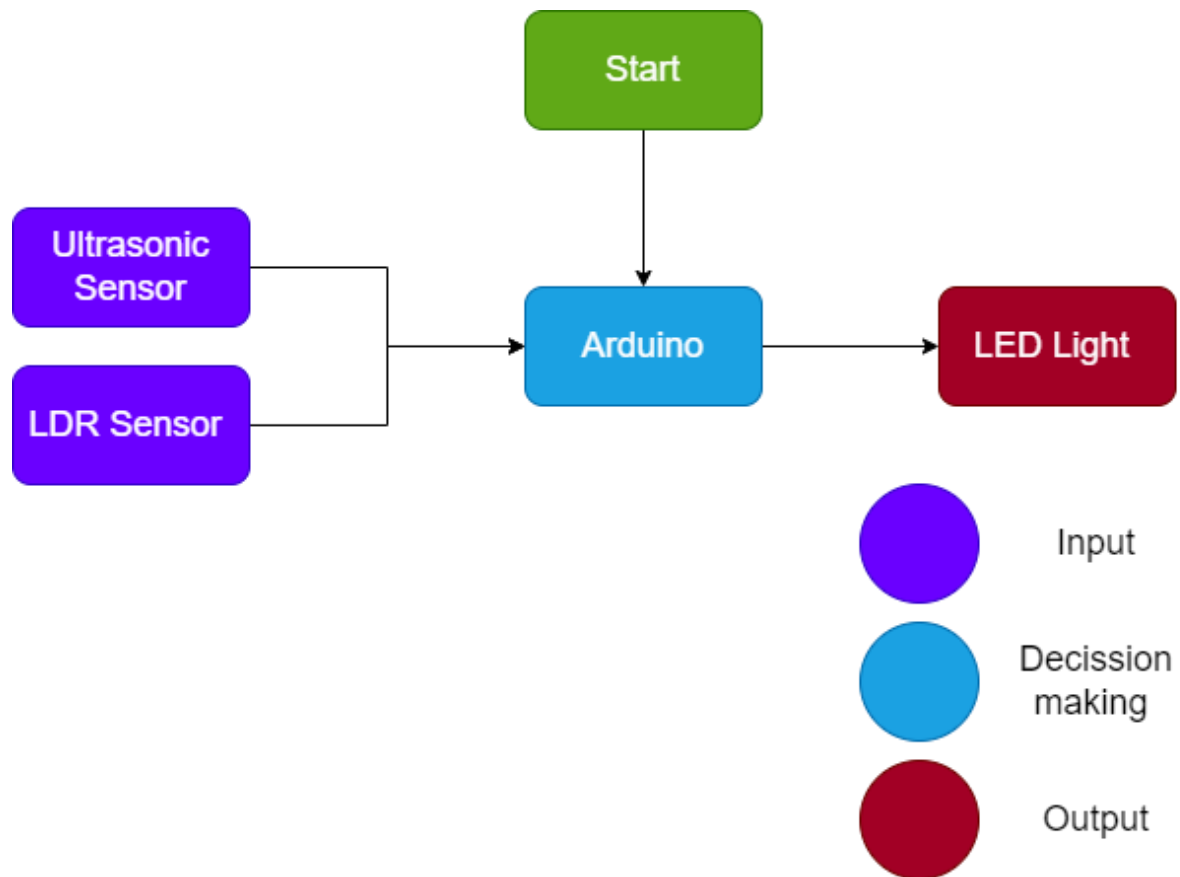 Start
Ultrasonic
Sensor
LDR Sensor
Arduino
LED Light
Input
Decission
making
Output